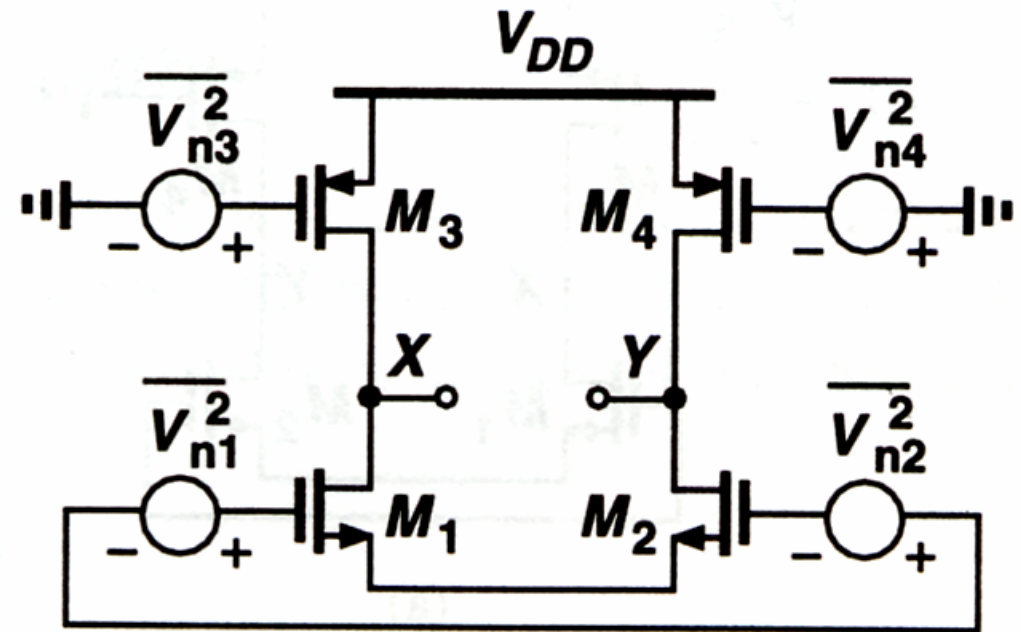 V_DD
V_n3^2
V_n4^2
M_3
M_4
X
Y
V_n1^2
V_n2^2
M_1
M_2
− +
− +
− +
− +